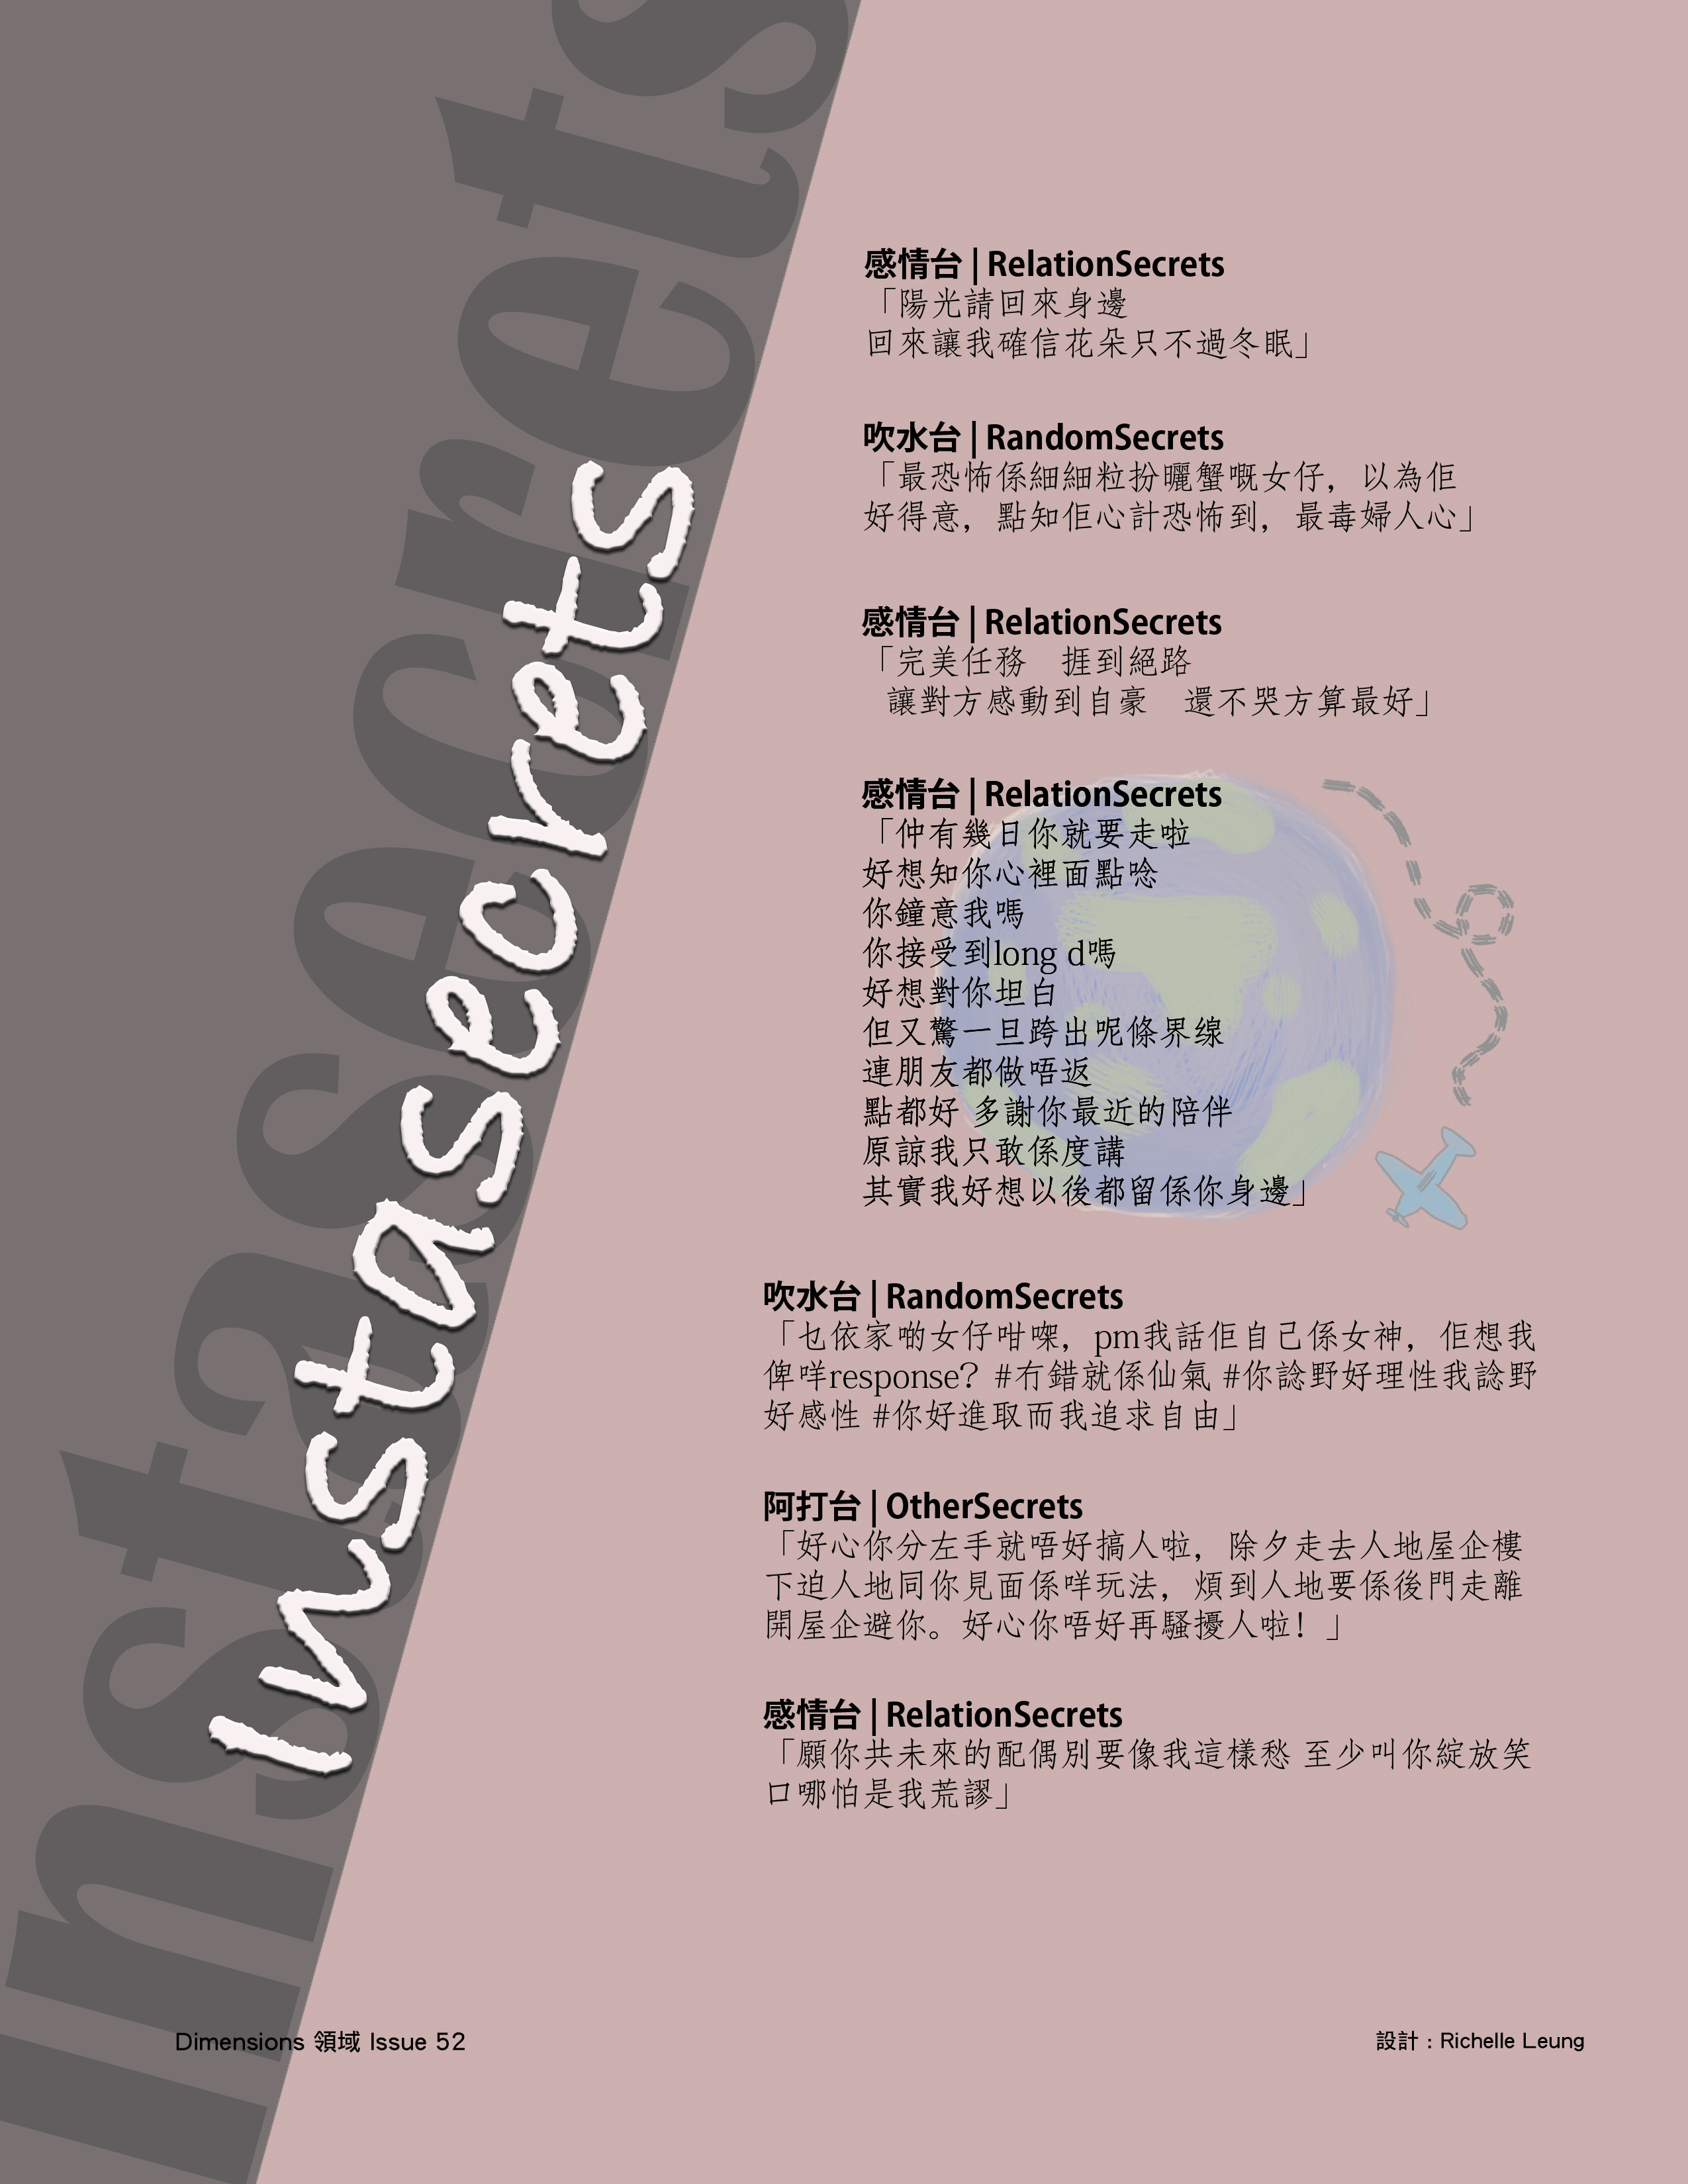 Instasecrets
Instasecrets
感情台 | RelationSecrets
「陽光請回來身邊
回來讓我確信花朵只不過冬眠」
吹水台 | RandomSecrets
「最恐怖係細細粒扮曬蟹嘅女仔，以為佢
好得意，點知佢心計恐怖到，最毒婦人心」
感情台 | RelationSecrets
「完美任務　捱到絕路
讓對方感動到自豪　還不哭方算最好」
感情台 | RelationSecrets
「仲有幾日你就要走啦
好想知你心裡面點唸
你鐘意我嗎
你接受到long d嗎
好想對你坦白
但又驚一旦跨出呢條界線
連朋友都做唔返
點都好 多謝你最近的陪伴
原諒我只敢係度講
其實我好想以後都留係你身邊」
吹水台 | RandomSecrets
「乜依家啲女仔咁㗎，pm我話佢自己係女神，佢想我
俾咩response？#冇錯就係仙氣 #你諗野好理性我諗野
好感性 #你好進取而我追求自由」
阿打台 | OtherSecrets
「好心你分左手就唔好搞人啦，除夕走去人地屋企樓
下迫人地同你見面係咩玩法，煩到人地要係後門走離
開屋企避你。好心你唔好再騷擾人啦！」
感情台 | RelationSecrets
「願你共未來的配偶別要像我這樣愁 至少叫你綻放笑
口哪怕是我荒謬」
Dimensions 領域 Issue 52
設計：Richelle Leung